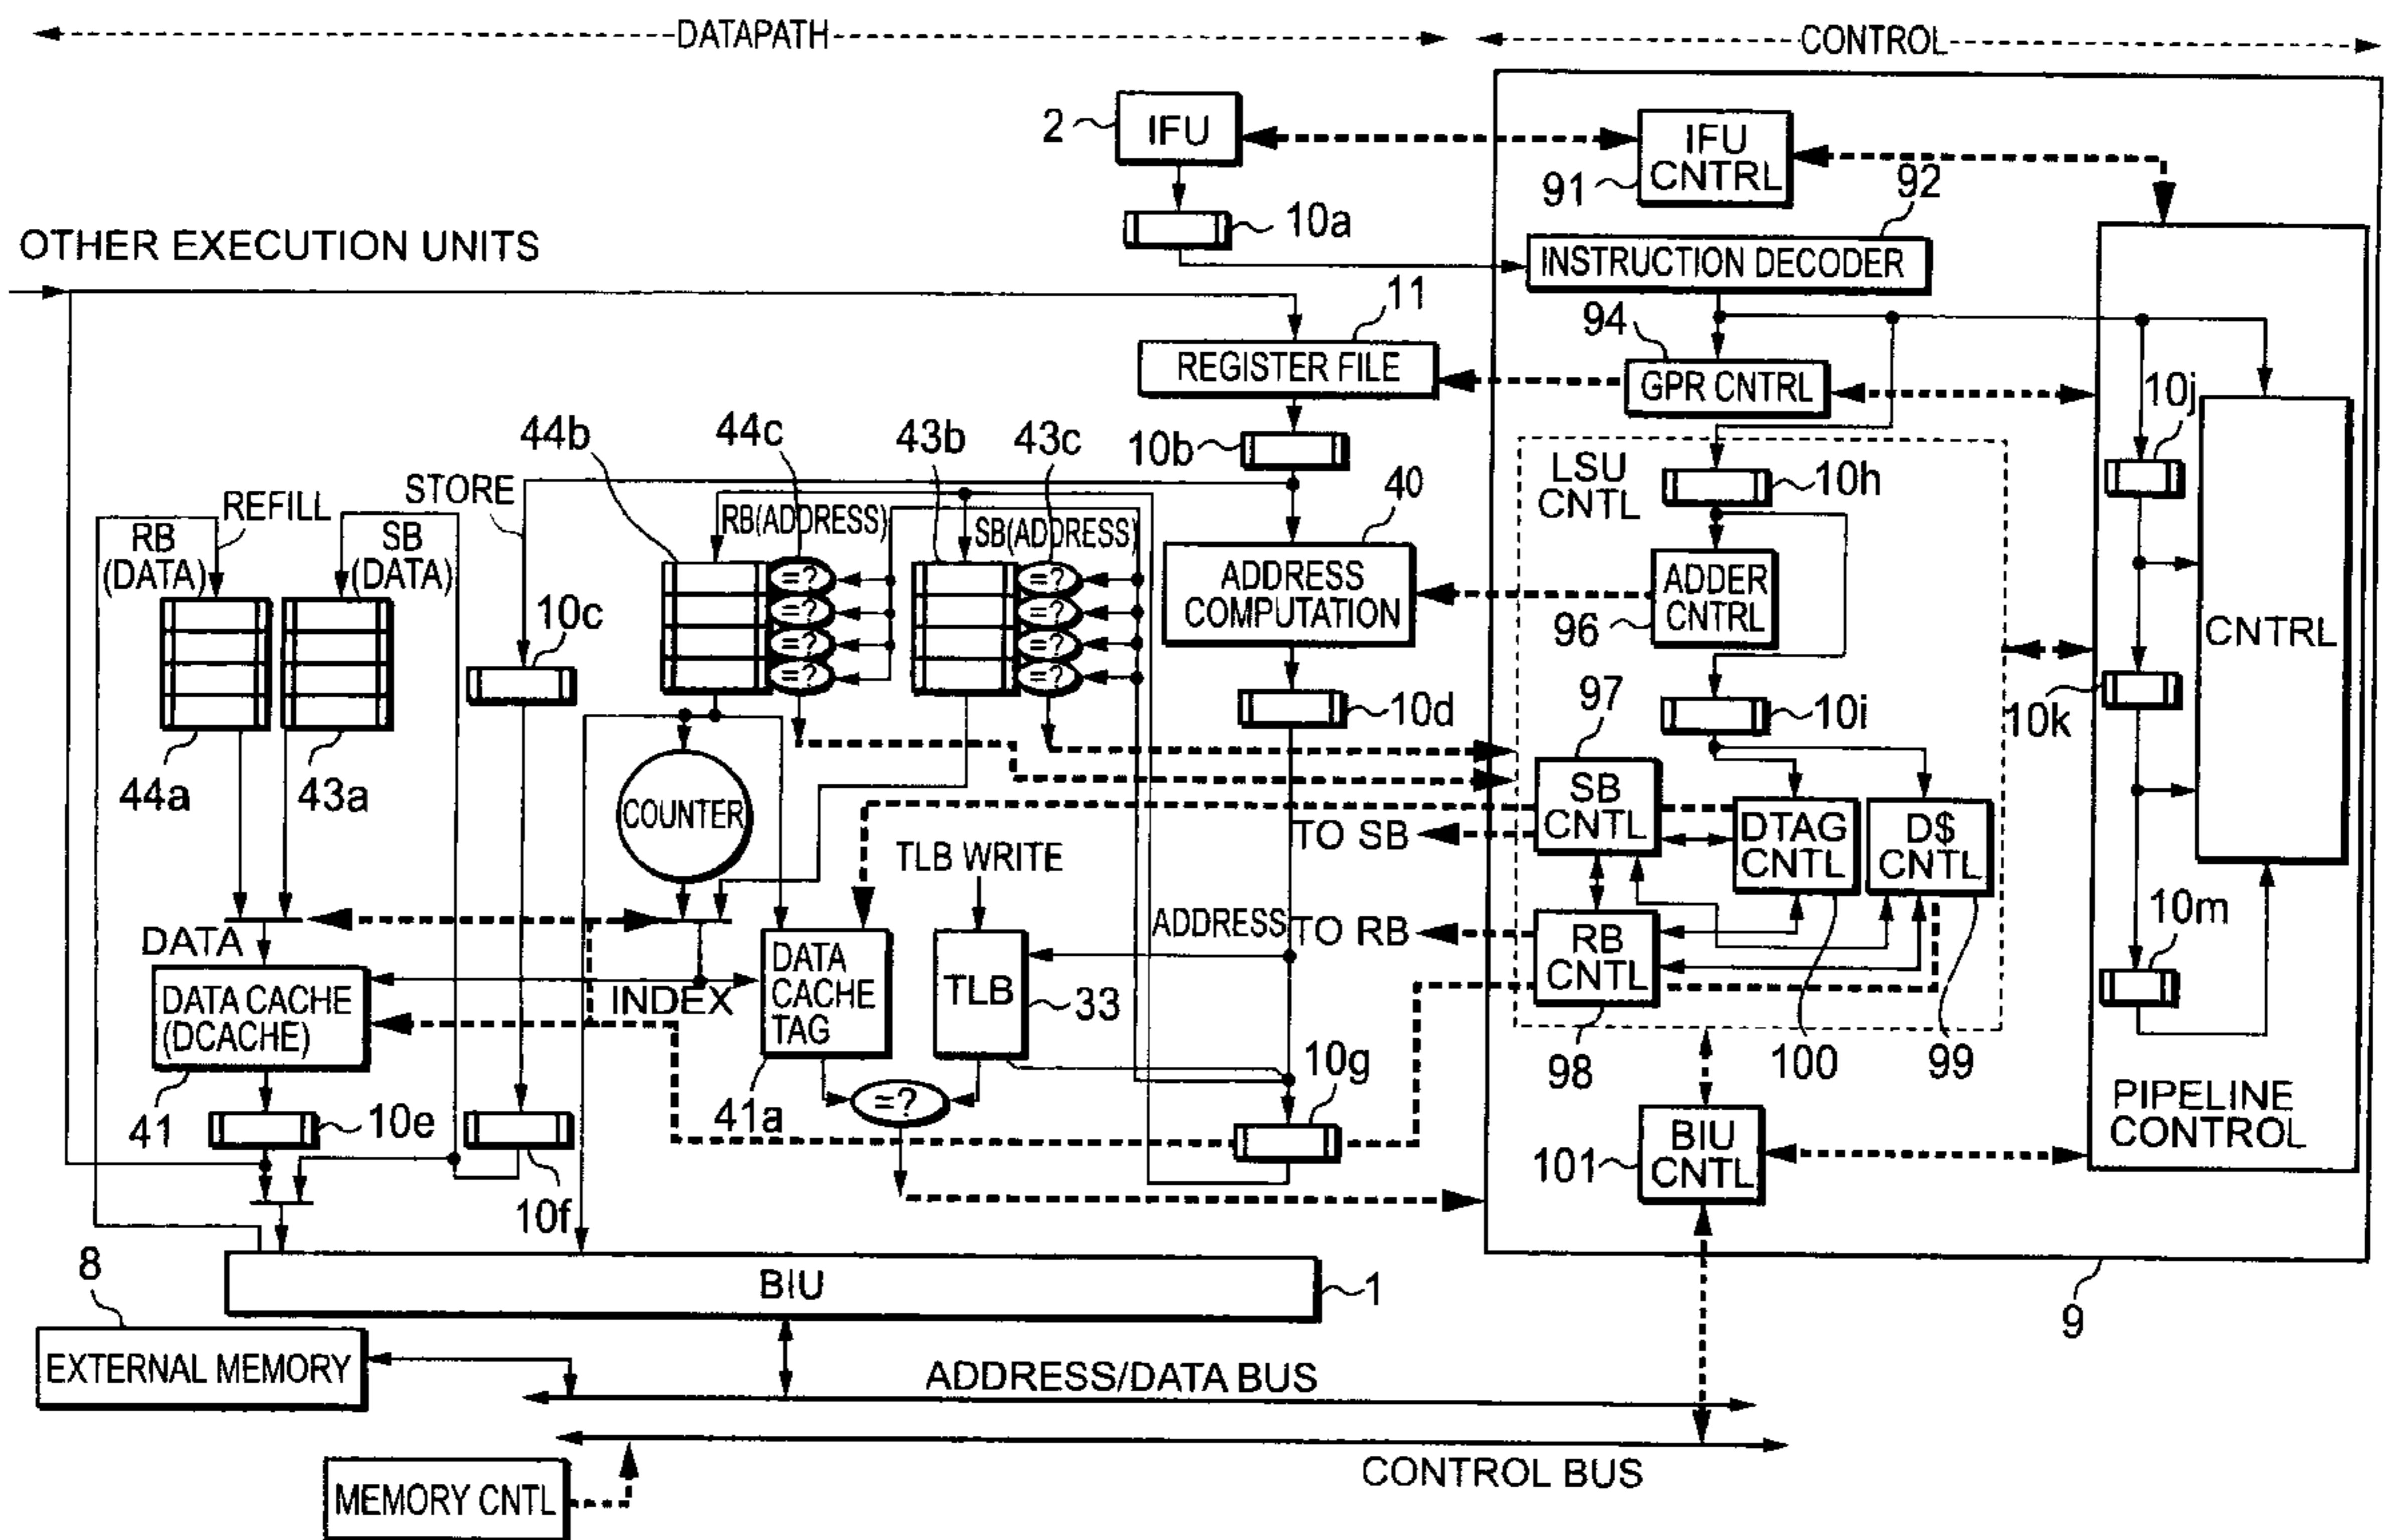 DATAPATH
CONTROL
2
IFU
IFU
CNTRL
91
92
10a
OTHER EXECUTION UNITS
INSTRUCTION DECODER
11
94
REGISTER FILE
GPR CNTRL
10j
44b
44c
43b
43c
10b
LSU
CNTL
10h
40
STORE
REFILL
RB
(DATA)
SB
(DATA)
RB(ADDRESS)
SB(ADDRESS)
=?
=?
=?
=?
=?
=?
=?
=?
ADDRESS
COMPUTATION
ADDER
CNTRL
96
CNTRL
10c
10d
97
10i
10k
44a
43a
COUNTER
SB
CNTL
DTAG
CNTL
D$
CNTL
TO SB
TLB WRITE
ADDRESS
TO RB
RB
CNTL
10m
DATA
DATA CACHE
(DCACHE)
INDEX
DATA
CACHE
TAG
TLB
33
98
100
99
41
10e
41a
=?
10g
PIPELINE
CONTROL
BIU
CNTL
101
10f
8
BIU
1
9
EXTERNAL MEMORY
ADDRESS/DATA BUS
CONTROL BUS
MEMORY CNTL